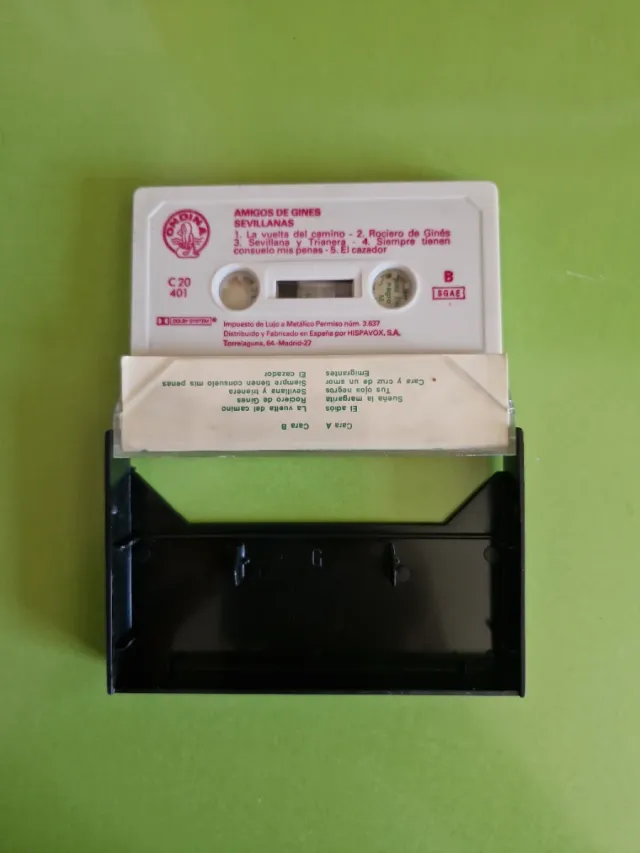 ONDINA
AMIGOS DE GINES
SEVILLANAS
1. La vuelta del camino - 2. Rociero de Ginés
3. Sevillana y Trianera - 4. Siempre tienen
consuelo mis penas - 5. El cazador
C 20
401
B
SGAE
DOLBY SYSTEM
Impuesto de Lujo a Metálico Permiso núm. 2.637
Distribuido y Fabricado en España por HISPAVOX, S.A.
Torrelaguna, 64.-Madrid-27
Cara A
El adiós
Sueña la margarita
Tus ojos negros
Cara y cruz de un amor
Emigrantes
Cara B
La vuelta del camino
Rociero de Gines
Sevillana y trianera
Siempre tienen consuelo mis penas
El cazador
G